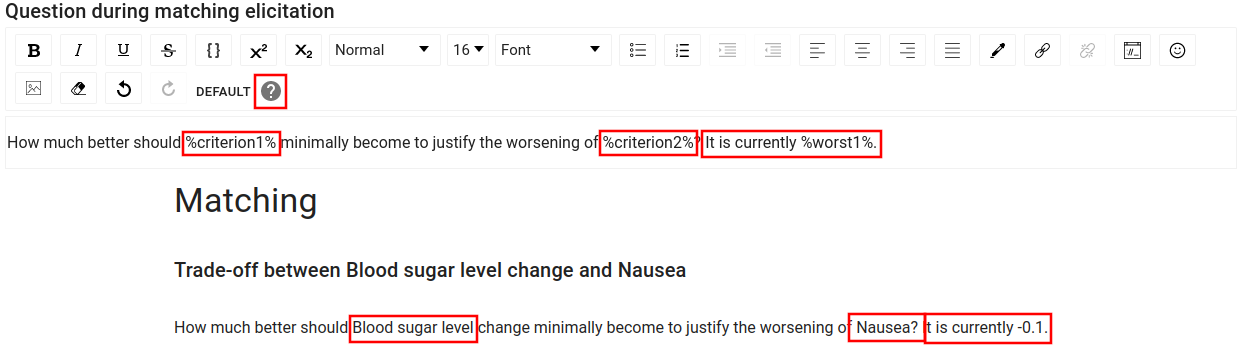 Question during matching elicitation
B I U S {} X² X₂ Normal 16 Font
DEFAULT ?
How much better should %criterion1% minimally become to justify the worsening of %criterion2%? It is currently %worst1%.
Matching
Trade-off between Blood sugar level change and Nausea
How much better should Blood sugar level change minimally become to justify the worsening of Nausea? It is currently -0.1.